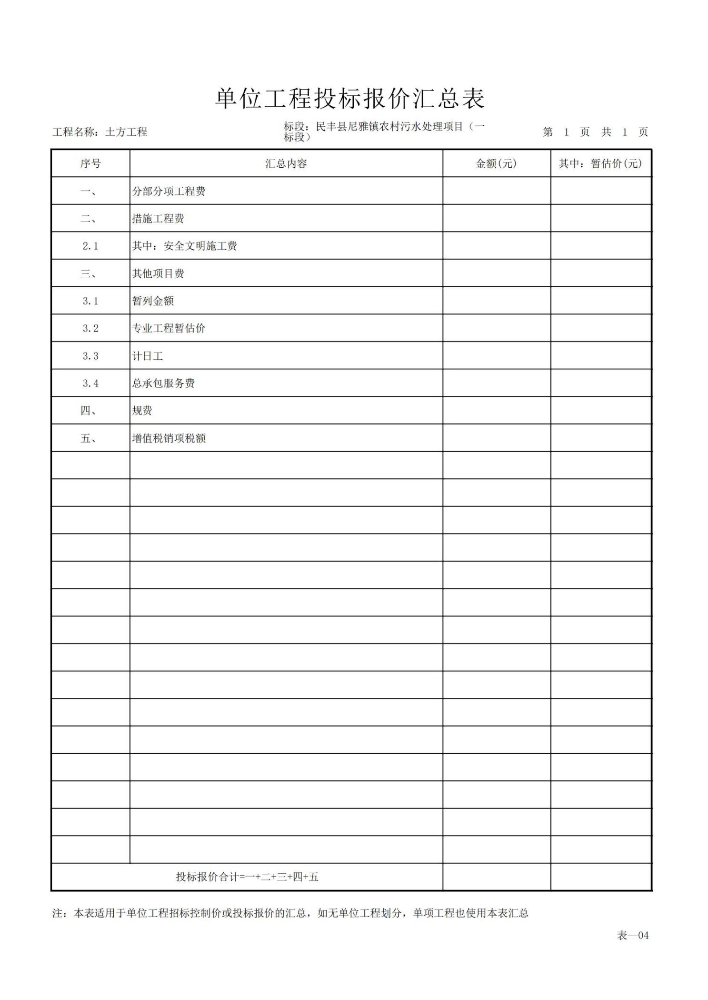 单位工程投标报价汇总表
工程名称：土方工程
标段：民丰县尼雅镇农村污水处理项目（一
标段）
第 1 页 共 1 页
序号 汇总内容 金额(元) 其中：暂估价(元)
一、 分部分项工程费
二、 措施工程费
2.1 其中：安全文明施工费
三、 其他项目费
3.1 暂列金额
3.2 专业工程暂估价
3.3 计日工
3.4 总承包服务费
四、 规费
五、 增值税销项税额
投标报价合计=一+二+三+四+五
注：本表适用于单位工程招标控制价或投标报价的汇总，如无单位工程划分，单项工程也使用本表汇总
表—04